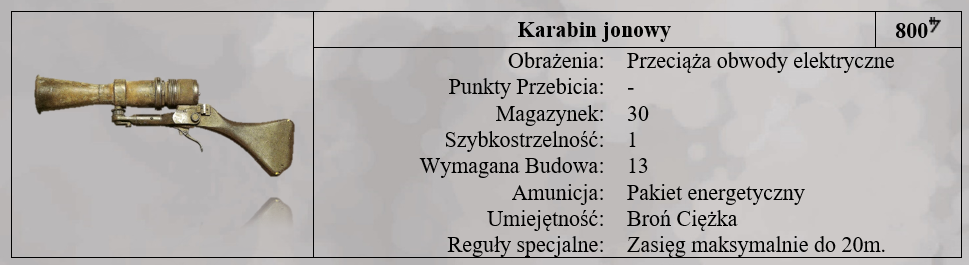 Karabin jonowy 800
Obrażenia: Przeciąża obwody elektryczne
Punkty Przebicia: -
Magazynek: 30
Szybkostrzelność: 1
Wymagana Budowa: 13
Amunicja: Pakiet energetyczny
Umiejętność: Broń Ciężka
Reguły specjalne: Zasięg maksymalnie do 20m.